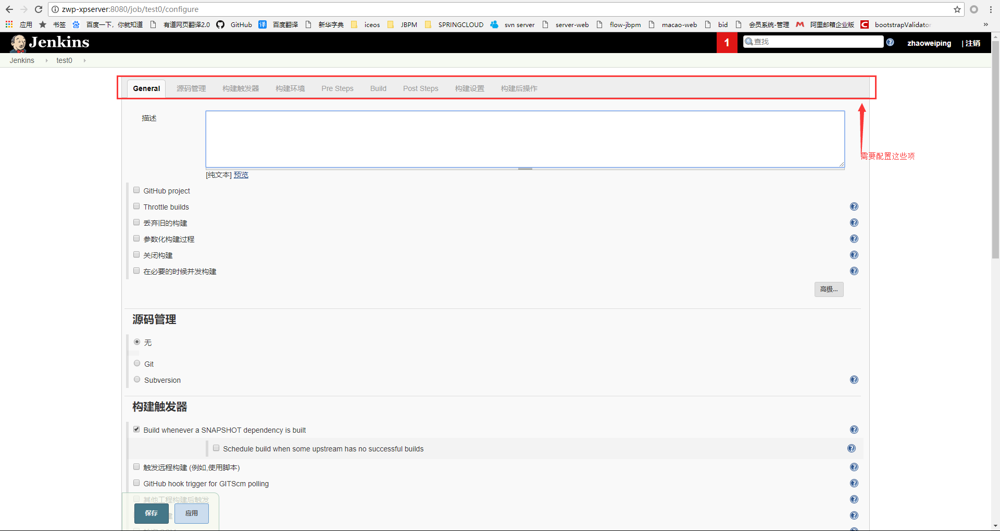 zwp-xpserver:8080/job/test0/configure
应用 书签 百度一下，你就知道 有道网页翻译2.0 GitHub 百度翻译 新华字典 iceos JBPM SPRINGCLOUD svn server server-web flow-jbpm macao-web bid 会员系统-管理 阿里邮箱企业版 bootstrapValidator
Jenkins 1 查找 zhaoweiping | 注销
Jenkins test0
General 源码管理 构建触发器 构建环境 Pre Steps Build Post Steps 构建设置 构建后操作
描述
需要配置这些项
[纯文本] 预览
GitHub project
Throttle builds
丢弃旧的构建
参数化构建过程
关闭构建
在必要的时候并发构建
高级...
源码管理
无
Git
Subversion
构建触发器
Build whenever a SNAPSHOT dependency is built
Schedule build when some upstream has no successful builds
触发远程构建 (例如,使用脚本)
GitHub hook trigger for GITScm polling
其他工程构建后触发
保存 应用